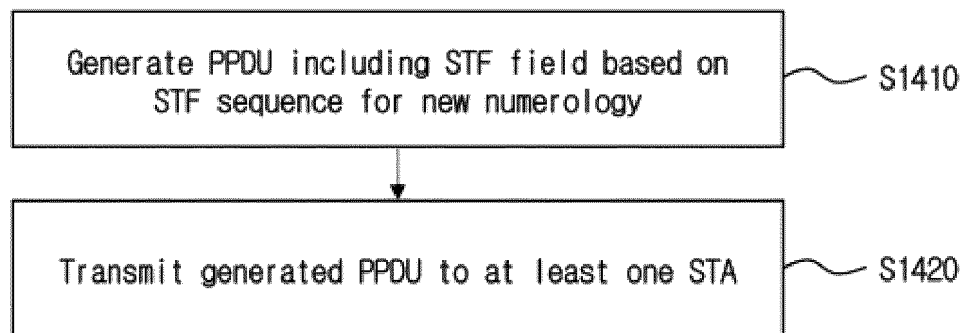 Generate PPDU including STF field based on
STF sequence for new numerology
S1410
Transmit generated PPDU to at least one STA
S1420